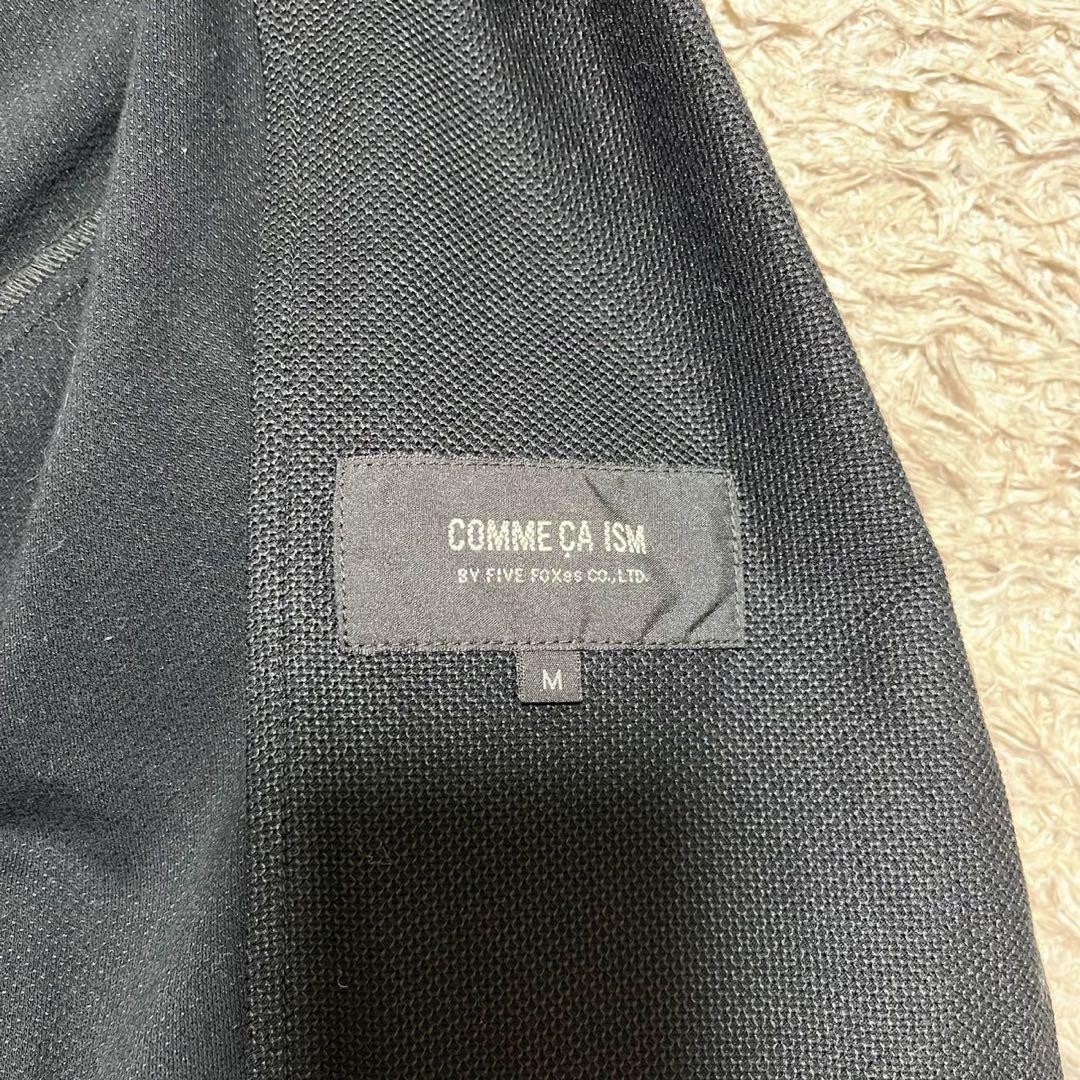 COMME ÇA ISM
BY FIVE FOXes CO.,LTD.
M